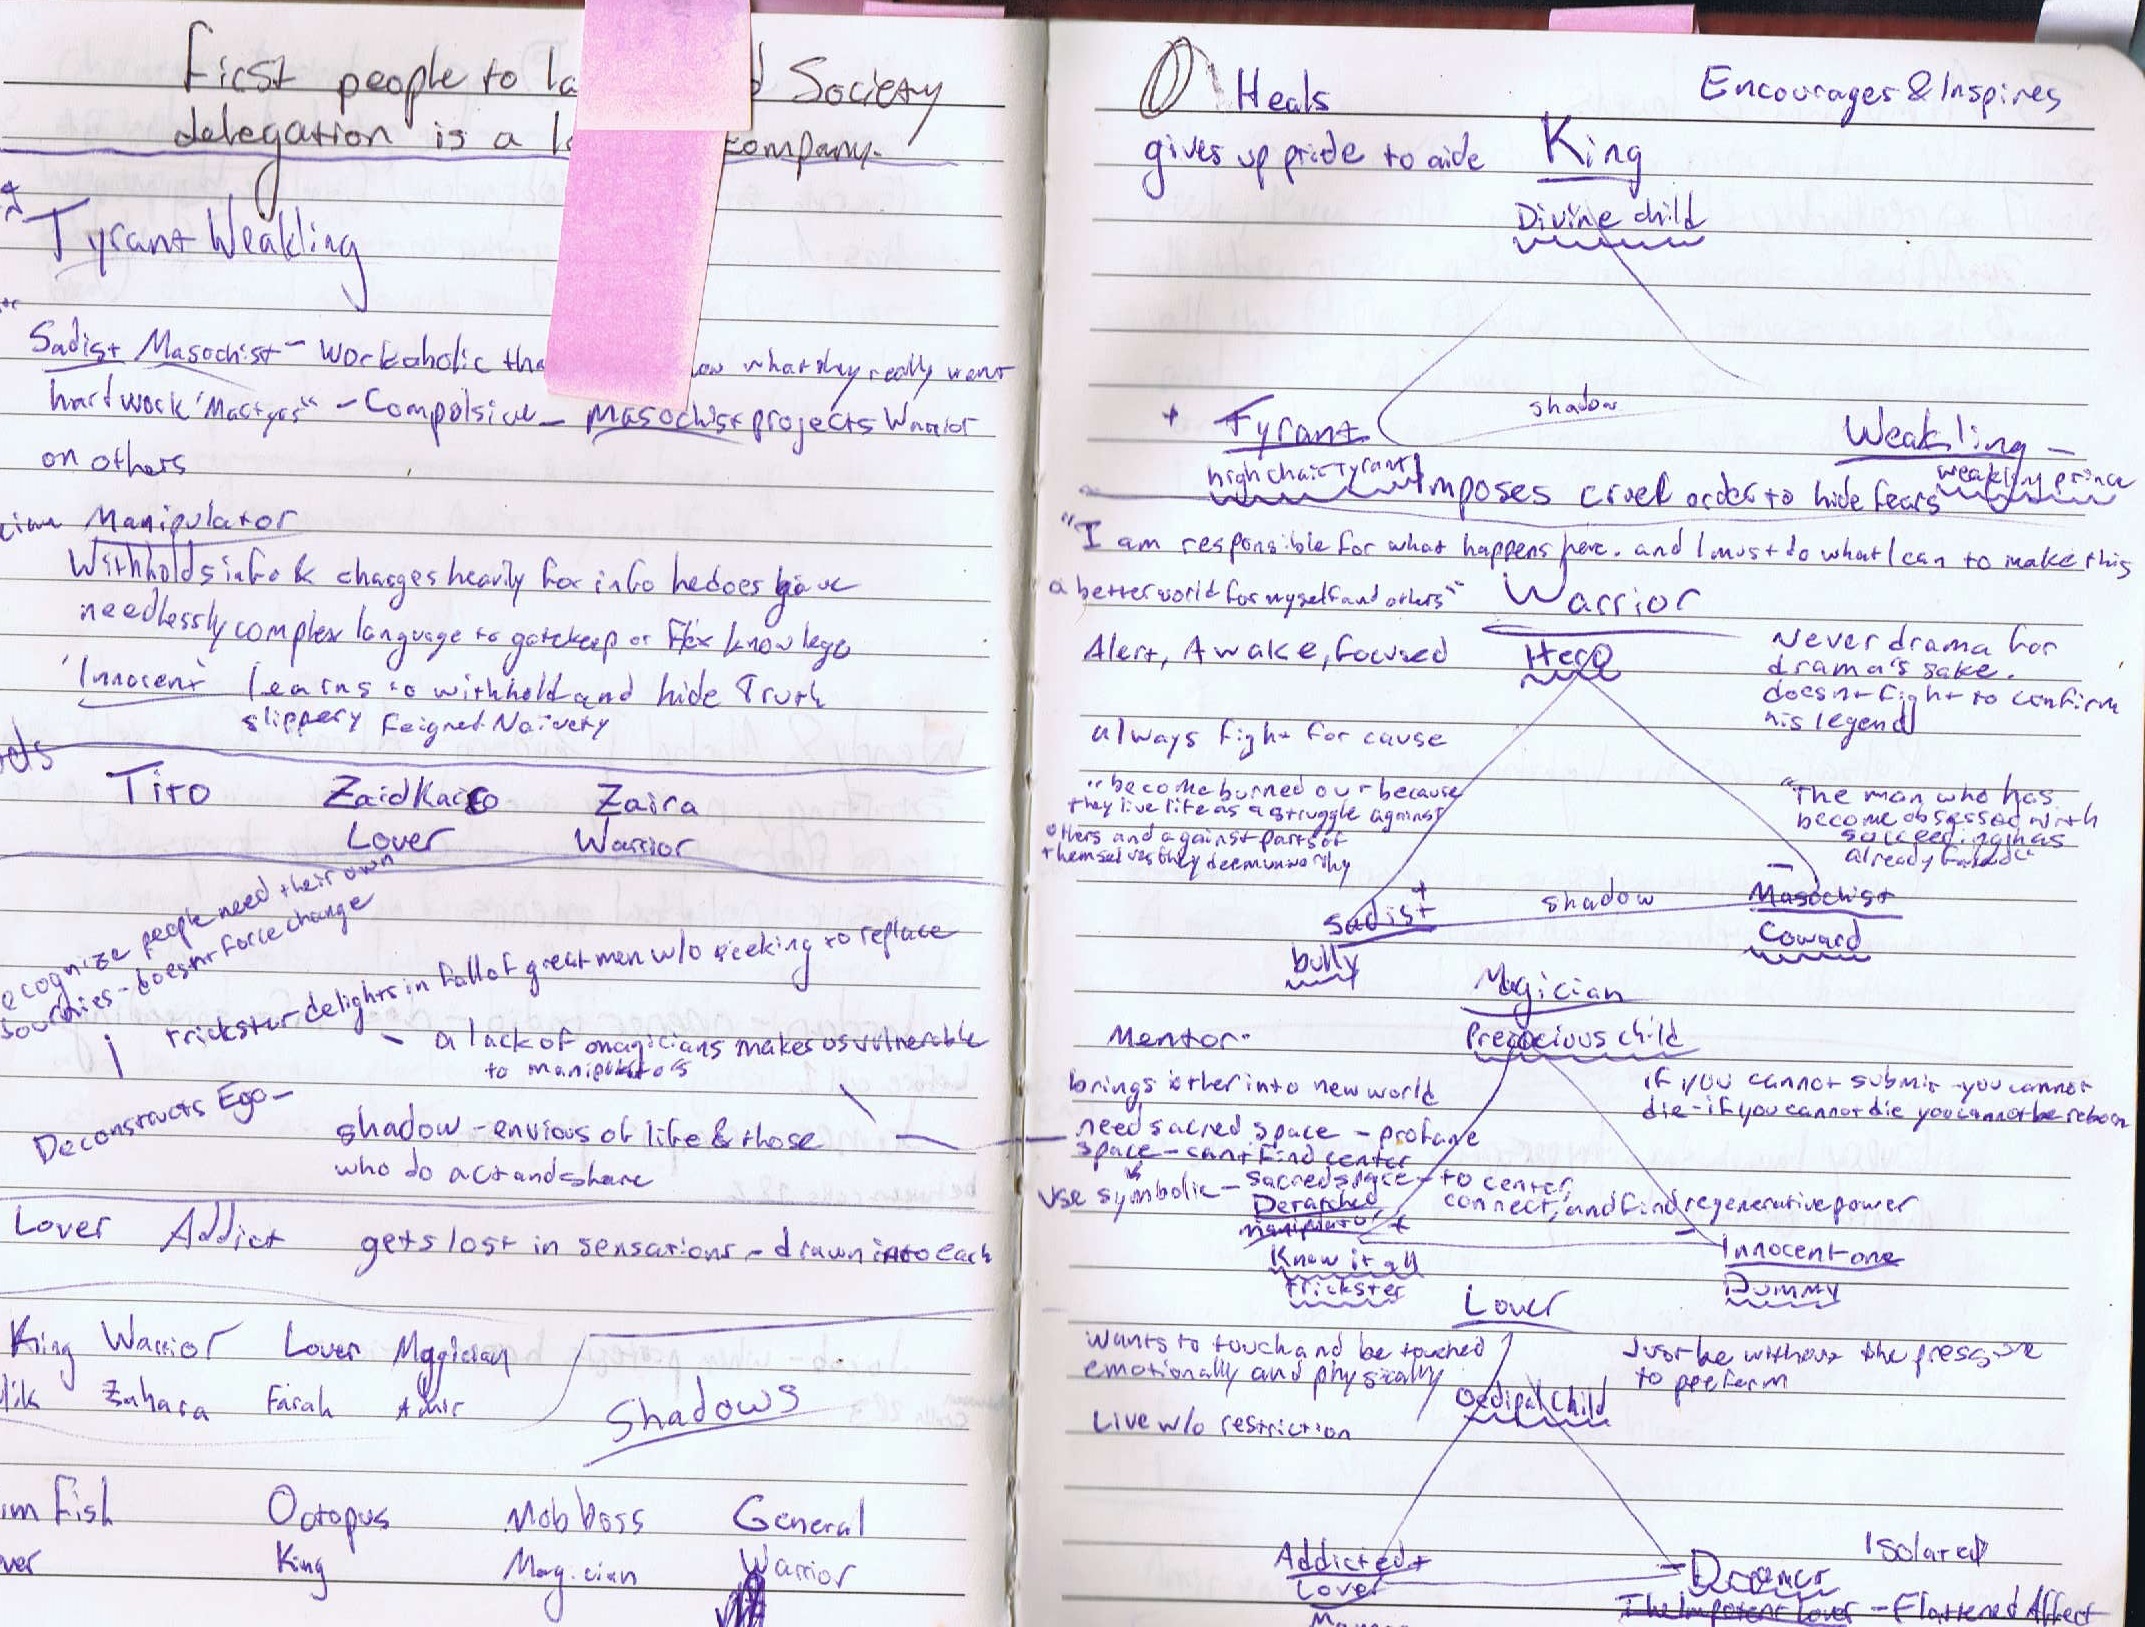 First people to la d Society
delegation is a l company.
Tyrant Weakling
Sadist Masochist - Workaholic tha ow what they really want
hard work "Martyrs" - Compolsive - Masochist projects Warrior
on others
Manipulator
Withholds info & charges heavily for info he does give
needlessly complex language to gatekeep or flex knowlege
'Innocent' learns to withhold and hide Truth
slippery feigned Naivety
Tito Zaid Kairo Zaira
Lover Warrior
ecognize people need their own
journies - doesnt force change
trickstur delights in fall of great men w/o seeking to replace
- a lack of magicians makes us vulnerable
to manipulators
Deconstructs Ego -
shadow - envious of life & those
who do act and share
Lover Addict gets lost in sensations - drawn into each
King Warrior Lover Magician
lik Zahara Farah Amir
Shadows
im Fish Octopus Mob boss General
ver King Magician Warrior
Heals Encourages & Inspires
gives up pride to aide King
Divine child
shadow
+ Tyrant Weakling -
high chair tyrant Imposes cruel order to hide fears weakling prince
"I am responsible for what happens here. and I must do what I can to make this
a better world for myself and others" Warrior
Alert, Awake, focused Hero Never drama for
drama's sake.
doesnt fight to confirm
his legend
always fight for cause
"become burned out because
they live life as a struggle against
others and against parts of
themselves they deem unworthy
"The man who has
become obsessed with
succeeding has
already failed"
Sadist + shadow - Masochist
bully Coward
Magician
Mentor. Precocious child
brings other into new world if you cannot submit - you cannot
die - if you cannot die you cannot be reborn
need sacred space - profane
space - cant find center
use symbolic - sacred space - to center,
connect, and find regenerative power
Detached
manipulator + - Innocent one
Know it all Dummy
trickster
Lover
wants to touch and be touched Just be without the pressure
emotionally and physically to perform
Oedipal Child
Live w/o restriction
Isolated
Addicted + - Dreamer
Lover The Impotent Lover - Flattened Affect